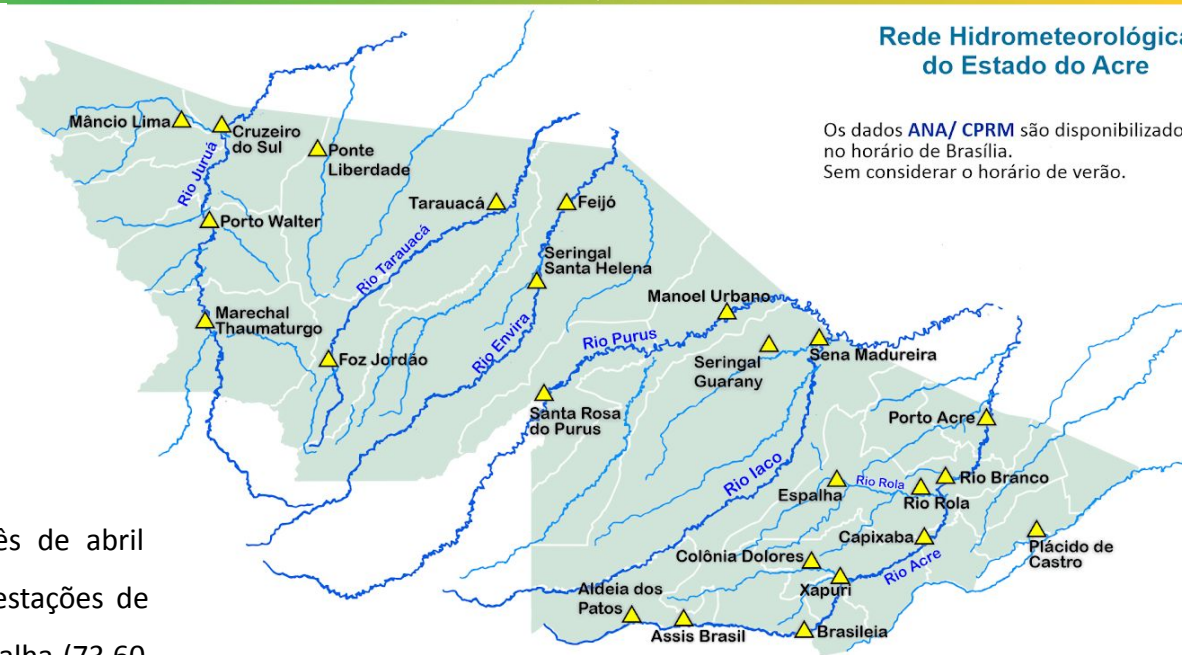 Rede Hidrometeorológica
do Estado do Acre
Os dados ANA/ CPRM são disponibilizado
no horário de Brasília.
Sem considerar o horário de verão.
Mâncio Lima
Cruzeiro
do Sul
Ponte
Liberdade
Rio Juruá
Porto Walter
Tarauacá
Feijó
Rio Tarauacá
Seringal
Santa Helena
Marechal
Thaumaturgo
Foz Jordão
Rio Envira
Rio Purus
Manoel Urbano
Seringal
Guarany
Sena Madureira
Santa Rosa
do Purus
Porto Acre
Rio Iaco
Espalha
Rio Rola
Rio Rola
Rio Branco
Capixaba
Plácido de
Castro
Colônia Dolores
Xapuri
Rio Acre
Aldeia dos
Patos
Assis Brasil
Brasileia
de abril
estações de
(73,60